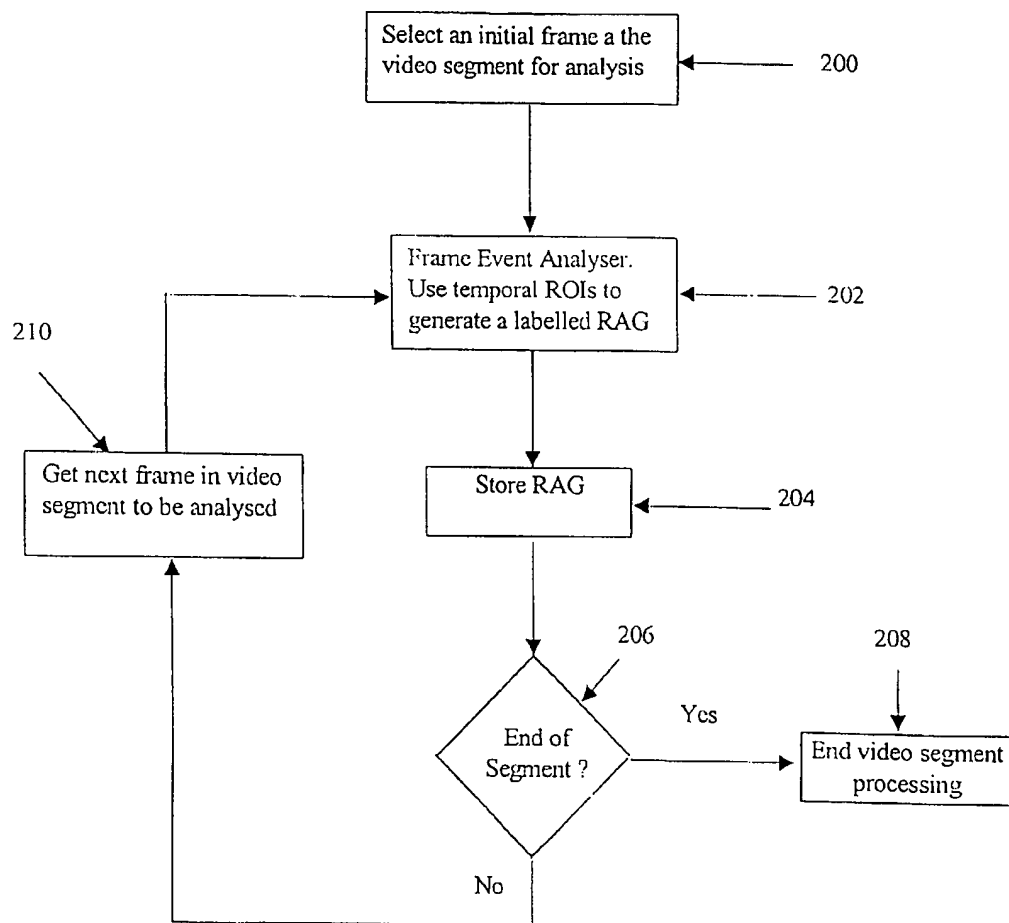 Select an initial frame a the
video segment for analysis
200
Frame Event Analyser.
Use temporal ROIs to
generate a labelled RAG
202
210
Get next frame in video
segment to be analysed
Store RAG
204
206
208
End of
Segment ?
Yes
End video segment
processing
No